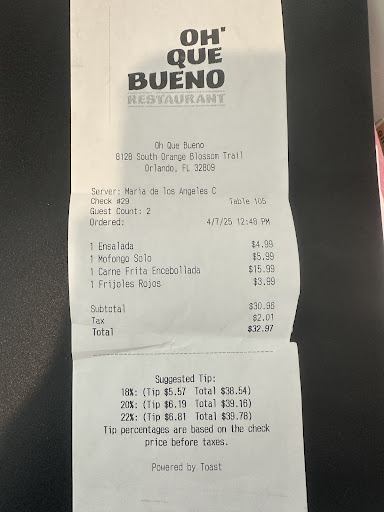 OH'
QUE
BUENO
RESTAURANT
Oh Que Bueno
8128 South Orange Blossom Trail
Orlando, FL 32809
Server: Maria de los Angeles C
Check #29 Table 105
Guest Count: 2
Ordered: 4/7/25 12:48 PM
1 Ensalada $4.99
1 Mofongo Solo $5.99
1 Carne Frita Encebollada $15.99
1 Frijoles Rojos $3.99
Subtotal $30.96
Tax $2.01
Total $32.97
Suggested Tip:
18%: (Tip $5.57 Total $38.54)
20%: (Tip $6.19 Total $39.16)
22%: (Tip $6.81 Total $39.78)
Tip percentages are based on the check
price before taxes.
Powered by Toast